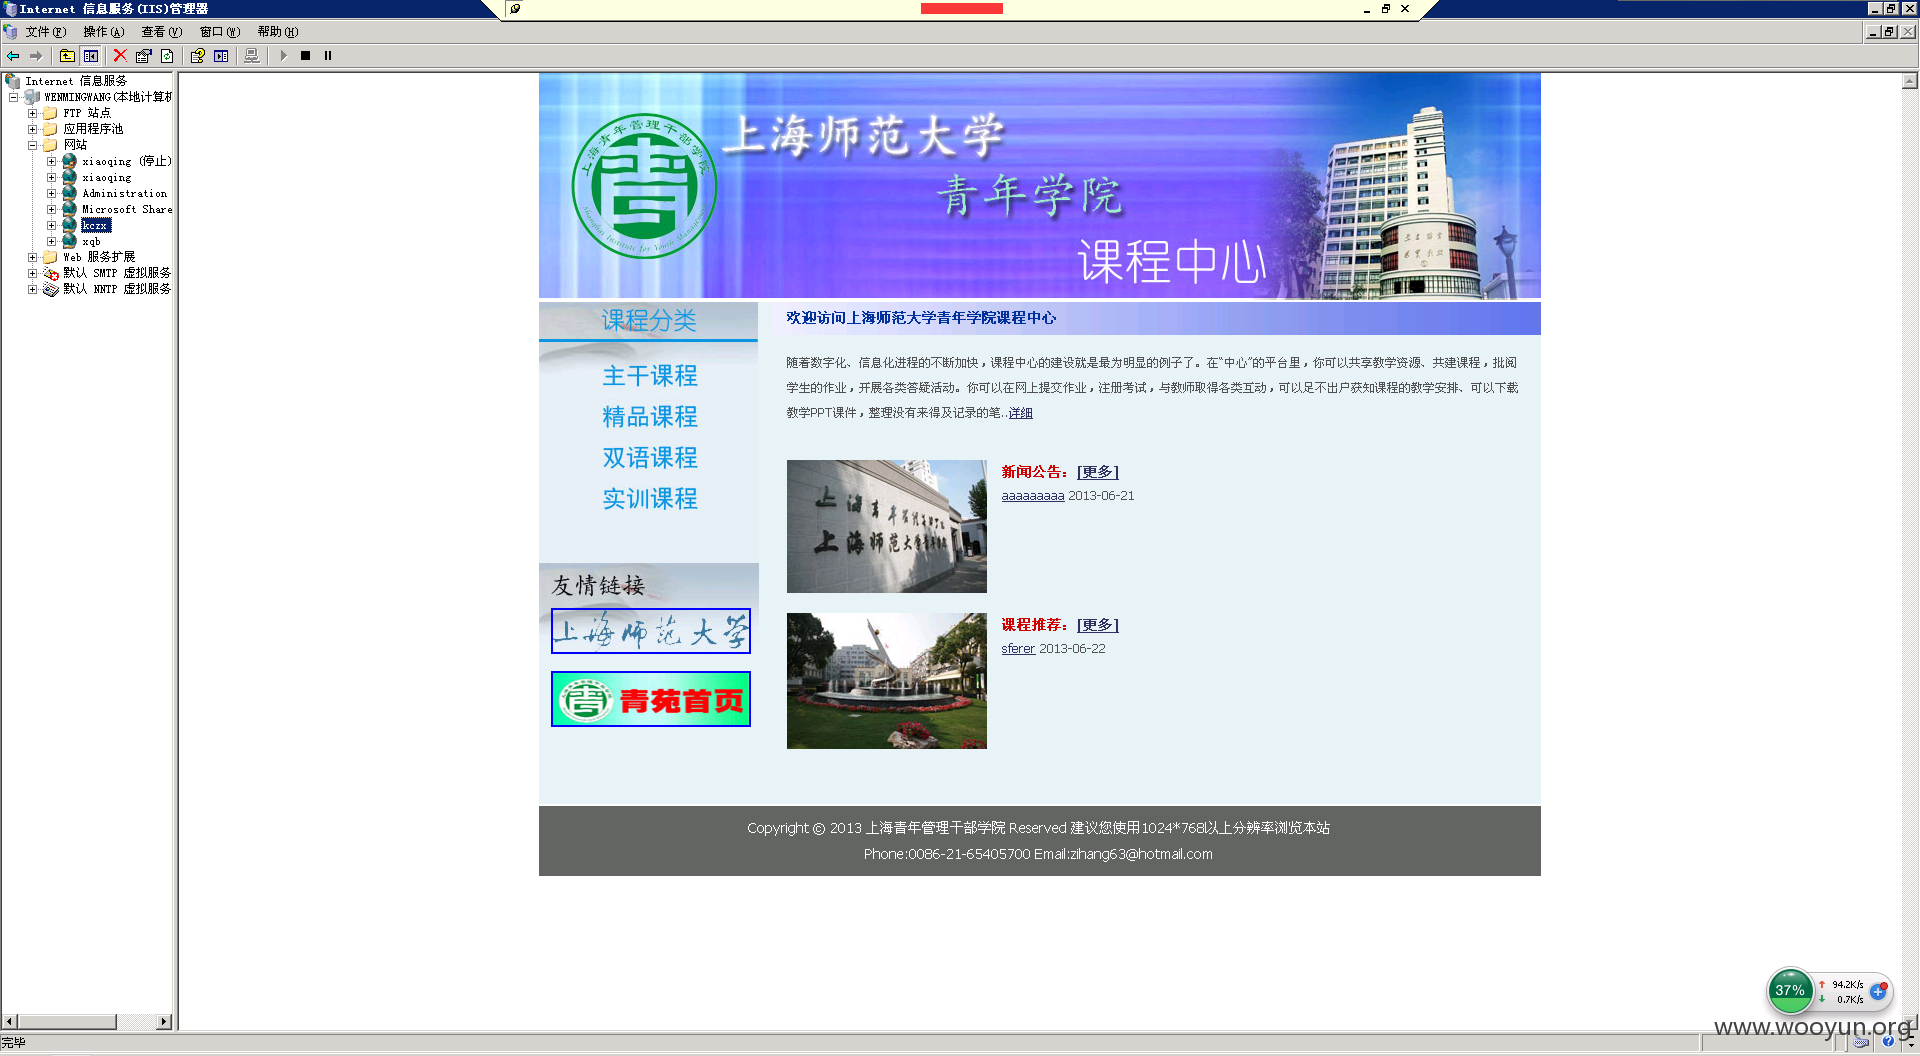 Internet 信息服务(IIS)管理器
文件(F) 操作(A) 查看(V) 窗口(W) 帮助(H)
Internet 信息服务
WENMINGWANG(本地计算机
FTP 站点
应用程序池
网站
xiaoqing (停止)
xiaoqing
Administration
Microsoft Share
kczx
xqb
Web 服务扩展
默认 SMTP 虚拟服务
默认 NNTP 虚拟服务
上海青年管理干部学院
上海师范大学
青年学院
课程中心
课程分类
主干课程
精品课程
双语课程
实训课程
友情链接
上海师范大学
青苑首页
欢迎访问上海师范大学青年学院课程中心
随着数字化、信息化进程的不断加快，课程中心的建设就是最为明显的例子了。在“中心”的平台里，你可以共享教学资源、共建课程，批阅
学生的作业，开展各类答疑活动。你可以在网上提交作业，注册考试，与教师取得各类互动，可以足不出户获知课程的教学安排、可以下载
教学PPT课件，整理没有来得及记录的笔..详细
新闻公告：[更多]
aaaaaaaaa 2013-06-21
上海师范大学青年学院
课程推荐：[更多]
sferer 2013-06-22
Copyright © 2013 上海青年管理干部学院 Reserved 建议您使用1024*768以上分辨率浏览本站
Phone:0086-21-65405700 Email:zihang63@hotmail.com
37%
94.2K/s
0.7K/s
www.wooyun.org
完毕